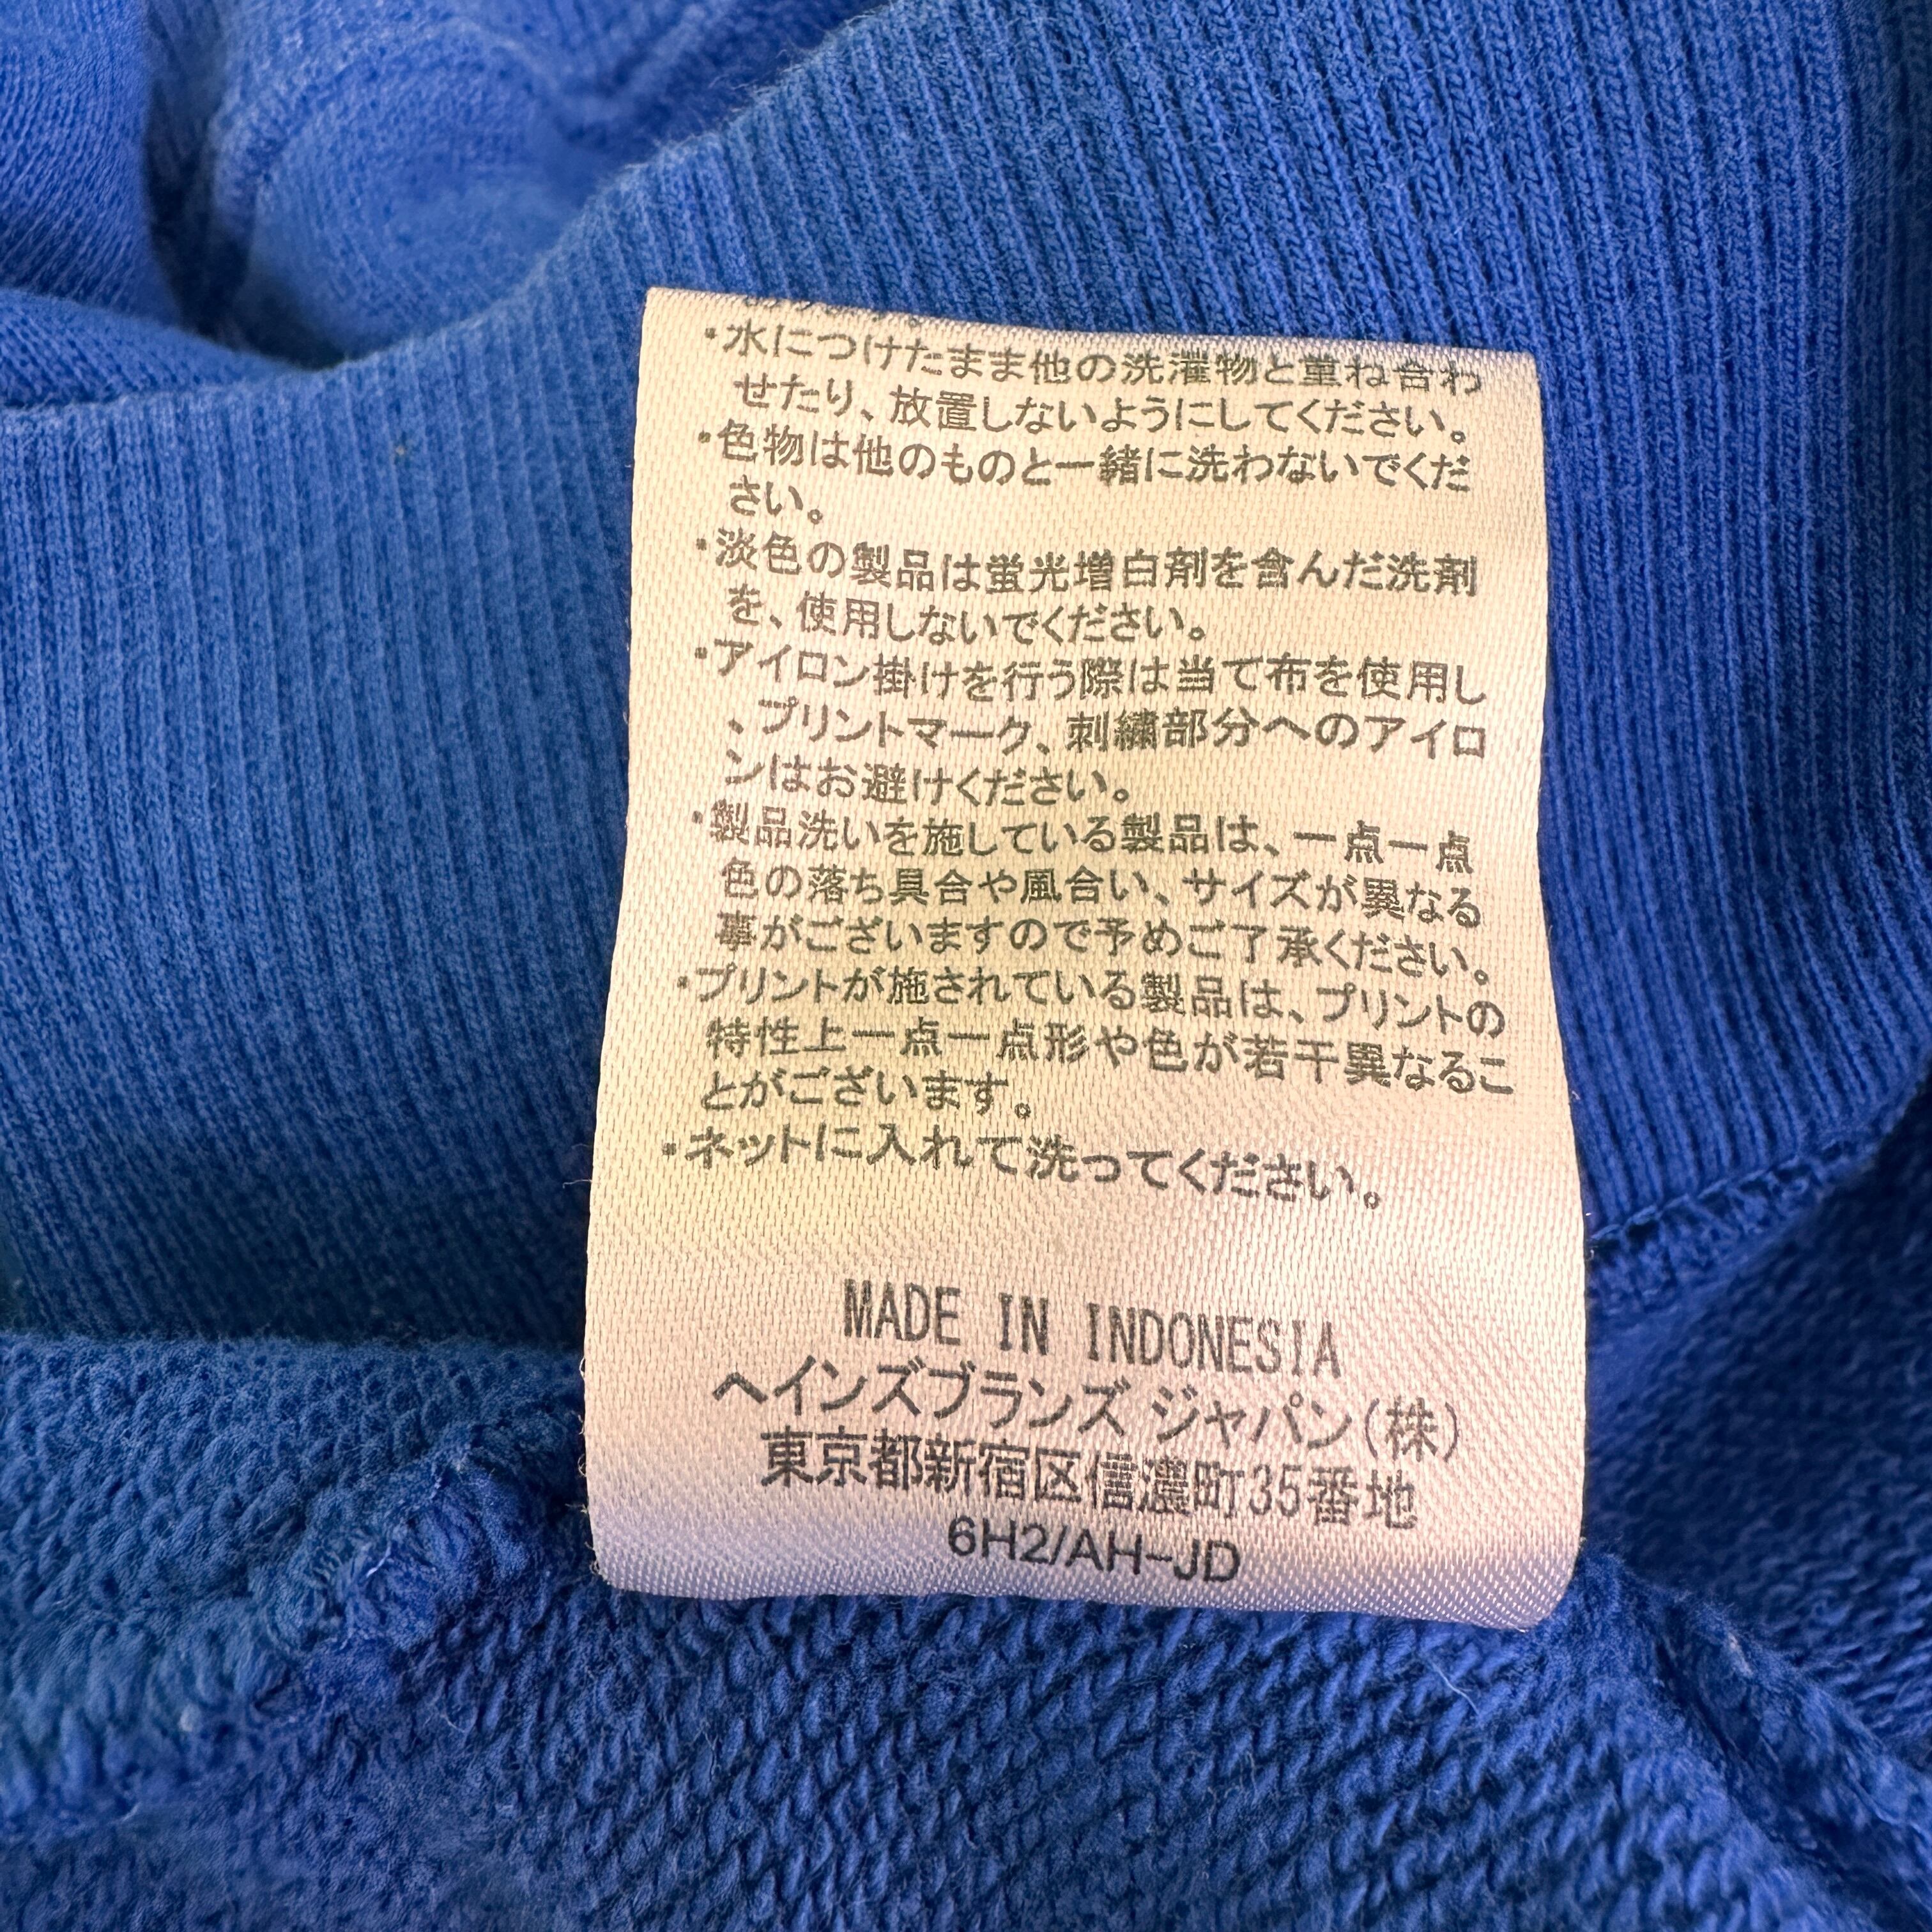 ・水につけたまま他の洗濯物と重ね合わ
せたり、放置しないようにしてください。
・色物は他のものと一緒に洗わないでくだ
さい。
・淡色の製品は蛍光増白剤を含んだ洗剤
を、使用しないでください。
・アイロン掛けを行う際は当て布を使用し
、プリントマーク、刺繍部分へのアイロ
ンはお避けください。
・製品洗いを施している製品は、一点一点
色の落ち具合や風合い、サイズが異なる
事がございますので予めご了承ください。
・プリントが施されている製品は、プリントの
特性上一点一点形や色が若干異なるこ
とがございます。
・ネットに入れて洗ってください。
MADE IN INDONESIA
ヘインズブランズ ジャパン(株)
東京都新宿区信濃町35番地
6H2/AH-JD